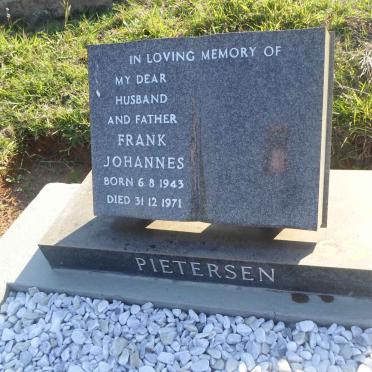 IN LOVING MEMORY OF
MY DEAR
HUSBAND
AND FATHER
FRANK
JOHANNES
BORN 6 8 1943
DIED 31 12 1971
PIETERSEN